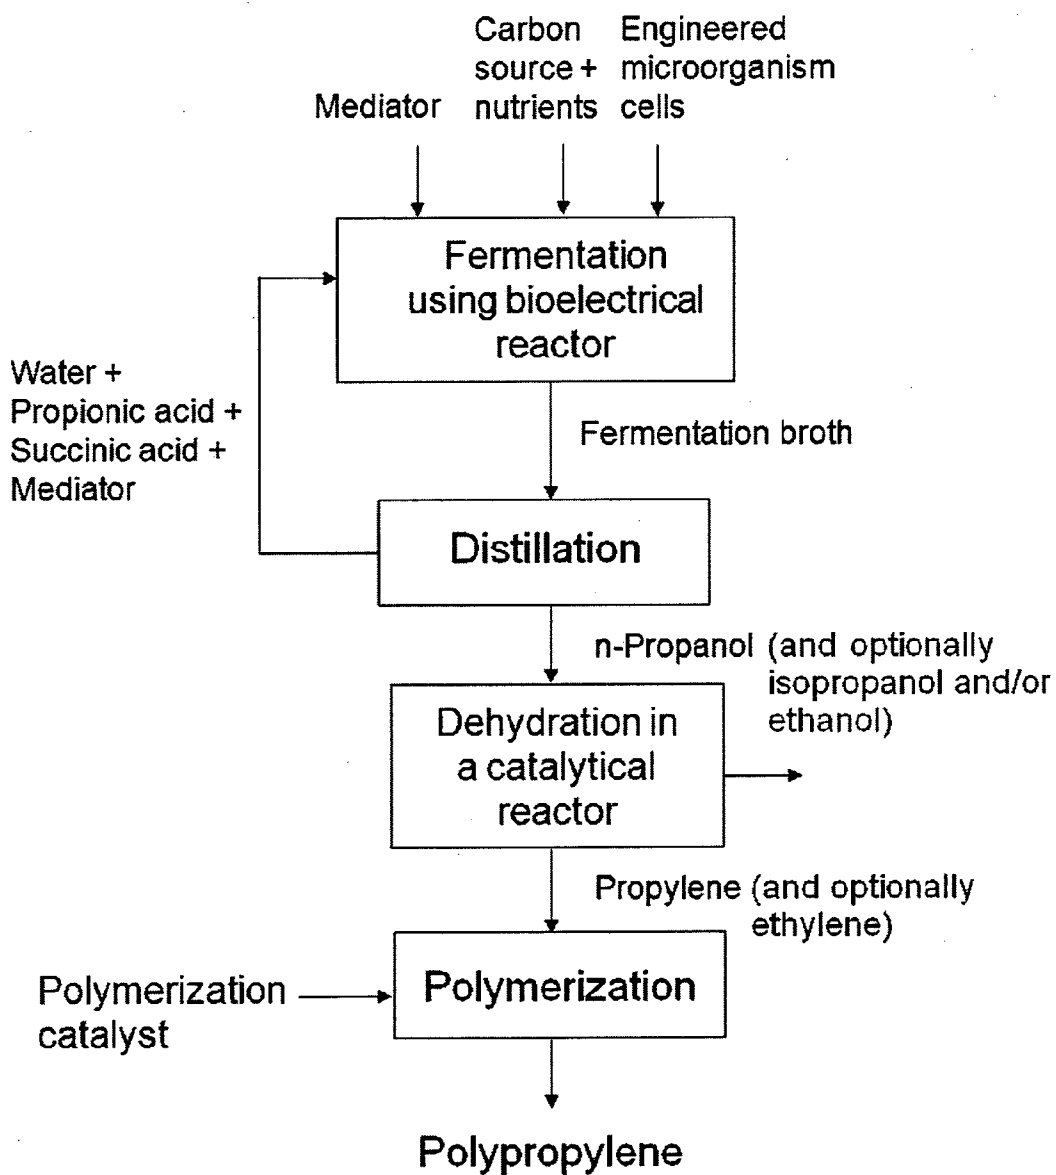 Mediator
Carbon
source +
nutrients
Engineered
microorganism
cells
Fermentation
using bioelectrical
reactor
Water +
Propionic acid +
Succinic acid +
Mediator
Fermentation broth
Distillation
n-Propanol (and optionally
isopropanol and/or
ethanol)
Dehydration in
a catalytical
reactor
Propylene (and optionally
ethylene)
Polymerization
catalyst
Polymerization
Polypropylene